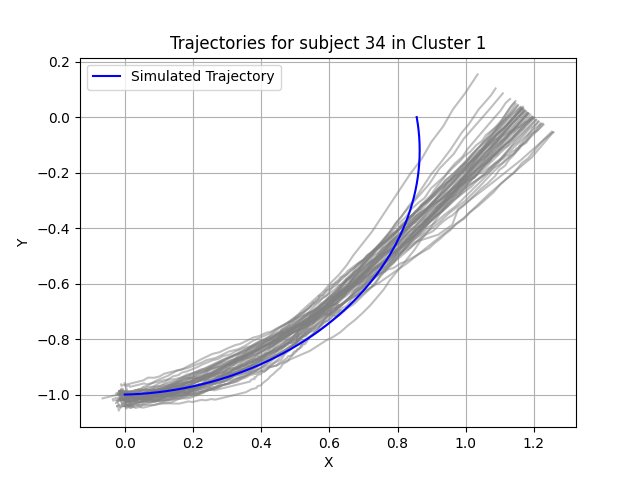 Trajectories for subject 34 in Cluster 1
Simulated Trajectory
Y
0.2
0.0
−0.2
−0.4
−0.6
−0.8
−1.0
0.0 0.2 0.4 0.6 0.8 1.0 1.2
X